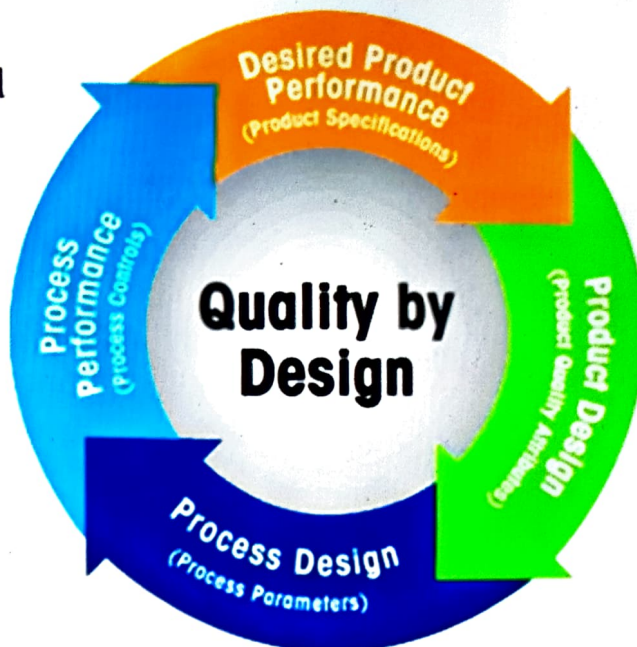 Desired Product
Performance
(Product Specifications)
Product Design
(Product Quality Attributes)
Process Design
(Process Parameters)
Process
Performance
(Process Controls)
Quality by
Design